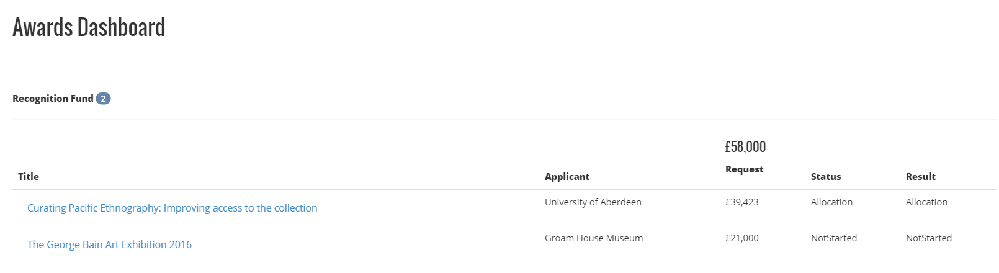 Awards Dashboard
Recognition Fund 2
£58,000
Title Applicant Request Status Result
Curating Pacific Ethnography: Improving access to the collection University of Aberdeen £39,423 Allocation Allocation
The George Bain Art Exhibition 2016 Groam House Museum £21,000 NotStarted NotStarted